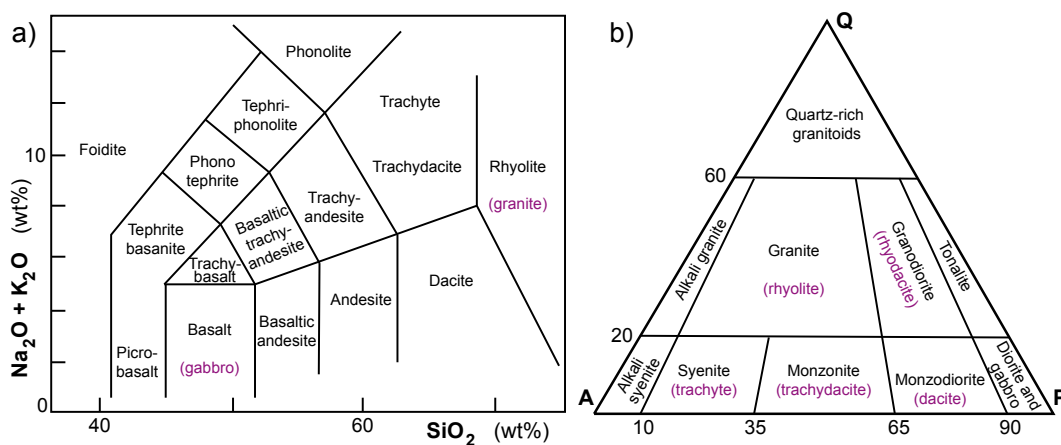 a)
Na2O + K2O (wt%)
10
0
40
60
SiO2 (wt%)
Foidite
Phonolite
Tephri-
phonolite
Phono
tephrite
Tephrite
basanite
Trachy-
basalt
Basaltic
trachy-
andesite
Trachy-
andesite
Trachyte
Trachydacite
Rhyolite
(granite)
Picro-
basalt
Basalt
(gabbro)
Basaltic
andesite
Andesite
Dacite
b)
Q
Quartz-rich
granitoids
60
Alkali granite
Granite
(rhyolite)
Granodiorite
(rhyodacite)
Tonalite
20
Alkali
syenite
Syenite
(trachyte)
Monzonite
(trachydacite)
Monzodiorite
(dacite)
Diorite and
gabbro
A
10
35
65
90